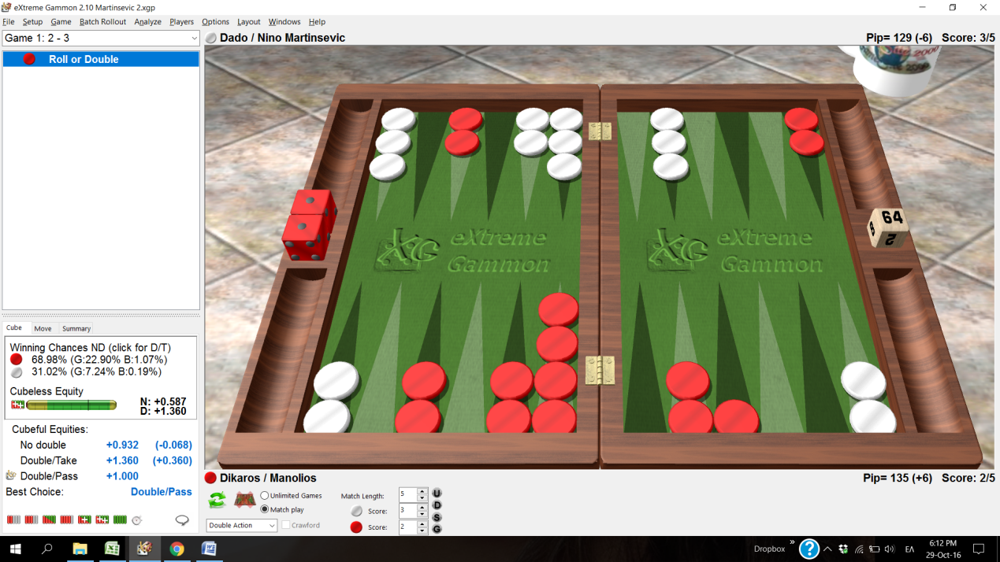 eXtreme Gammon 2.10 Martinsevic 2.xgp
File Setup Game Batch Rollout Analyze Players Options Layout Windows Help
Game 1: 2 - 3
Dado / Nino Martinsevic Pip= 129 (-6) Score: 3/5
Roll or Double
2000
64
8
2
eXtreme
Gammon
eXtreme
Gammon
Cube Move Summary
Winning Chances ND (click for D/T)
68.98% (G:22.90% B:1.07%)
31.02% (G:7.24% B:0.19%)
Cubeless Equity
N: +0.587
D: +1.360
Cubeful Equities:
No double +0.932 (-0.068)
Double/Take +1.360 (+0.360)
Double/Pass +1.000
Best Choice: Double/Pass
Dikaros / Manolios Pip= 135 (+6) Score: 2/5
Unlimited Games
Match play
Double Action
Crawford
Match Length: 5
Score: 3
Score: 2
U
D
S
G
Dropbox
ΕΛ
6:12 PM
29-Oct-16